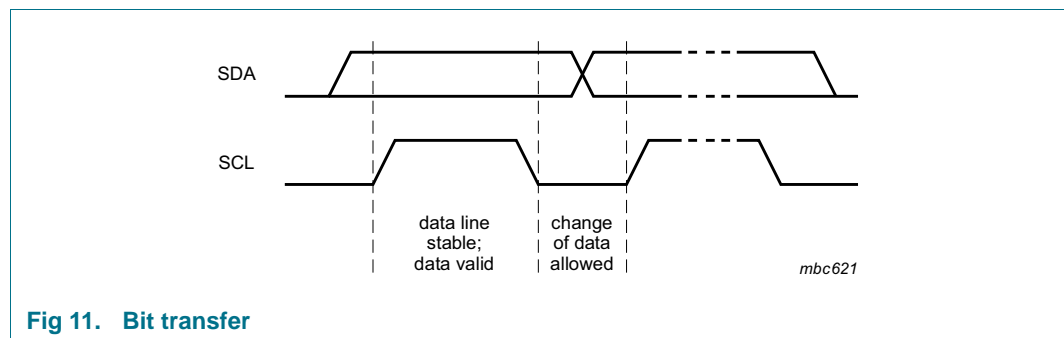 SDA
SCL
data line
stable;
data valid
change
of data
allowed
mbc621
Fig 11. Bit transfer